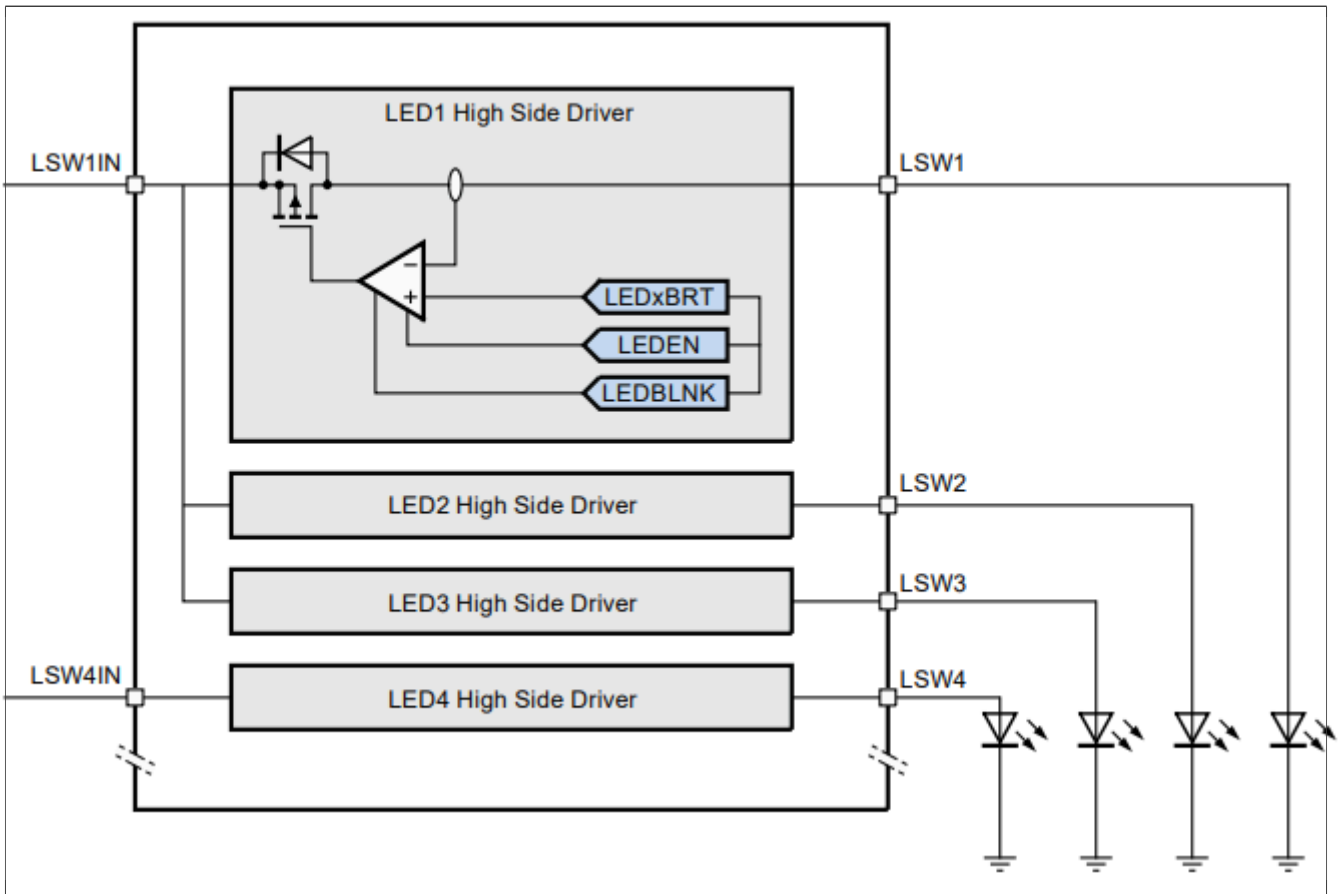 LED1 High Side Driver
LSW1IN
LSW1
−
+
LEDxBRT
LEDEN
LEDBLNK
LSW2
LED2 High Side Driver
LSW3
LED3 High Side Driver
LSW4IN
LSW4
LED4 High Side Driver